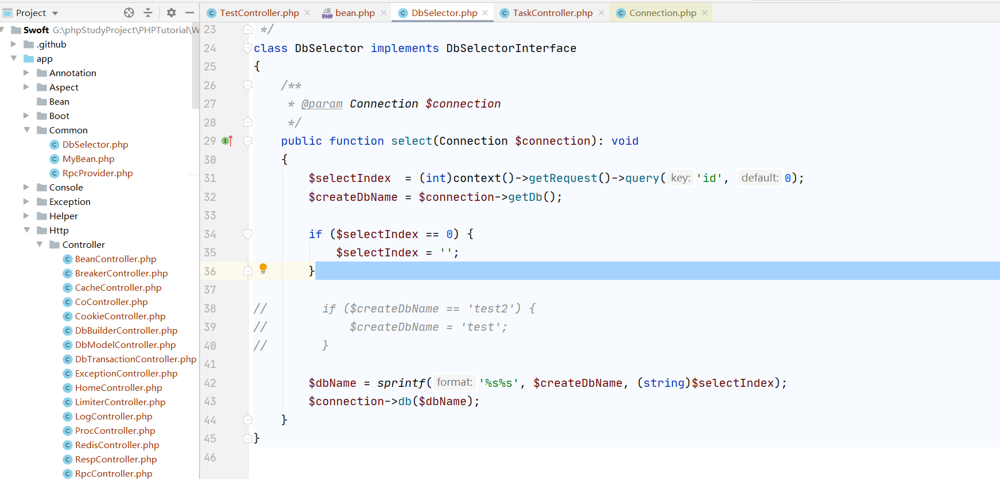 Project
TestController.php
bean.php
DbSelector.php
TaskController.php
Connection.php
Swoft G:\phpStudyProject\PHPTutorial\W
.github
app
Annotation
Aspect
Bean
Boot
Common
DbSelector.php
MyBean.php
RpcProvider.php
Console
Exception
Helper
Http
Controller
BeanController.php
BreakerController.php
CacheController.php
CoController.php
CookieController.php
DbBuilderController.php
DbModelController.php
DbTransactionController.php
ExceptionController.php
HomeController.php
LimiterController.php
LogController.php
ProcController.php
RedisController.php
RespController.php
RpcController.php
23 */
24 class DbSelector implements DbSelectorInterface
25 {
26 /**
27 * @param Connection $connection
28 */
29 public function select(Connection $connection): void
30 {
31 $selectIndex  = (int)context()->getRequest()->query( key: 'id', default: 0);
32 $createDbName = $connection->getDb();
33
34 if ($selectIndex == 0) {
35 $selectIndex = '';
36 }
37
38 // if ($createDbName == 'test2') {
39 // $createDbName = 'test';
40 // }
41
42 $dbName = sprintf( format: '%s%s', $createDbName, (string)$selectIndex);
43 $connection->db($dbName);
44 }
45 }
46